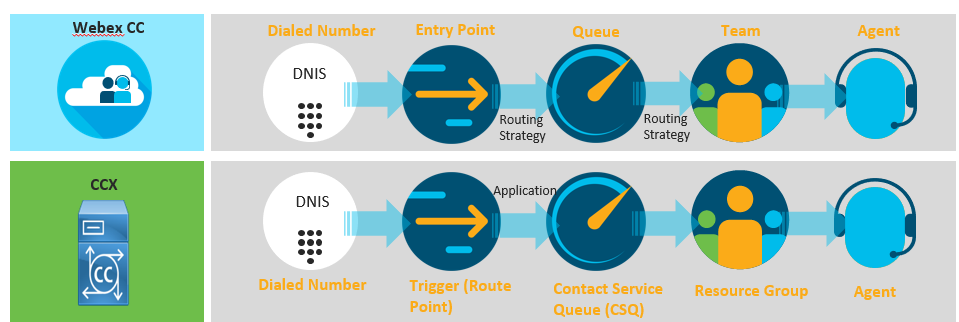 Webex CC
Dialed Number
Entry Point
Queue
Team
Agent
DNIS
Routing
Strategy
Routing
Strategy
CCX
CC
DNIS
Application
Dialed Number
Trigger (Route
Point)
Contact Service
Queue (CSQ)
Resource Group
Agent